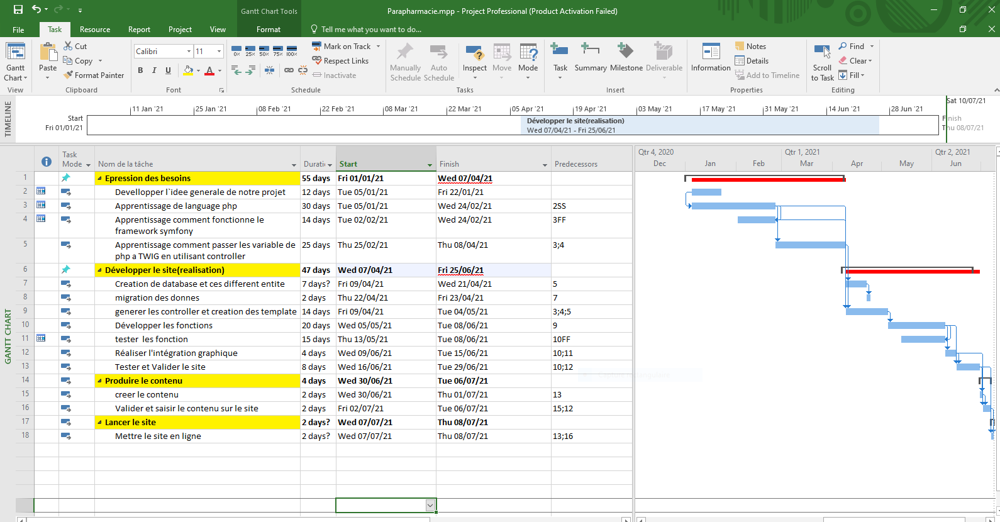 Gantt Chart Tools
Parapharmacie.mpp - Project Professional (Product Activation Failed)
File Task Resource Report Project View Format Tell me what you want to do...
Gantt Chart
View
Paste
Cut
Copy
Format Painter
Clipboard
Calibri 11
B I U A
Font
0% 25% 50% 75% 100%
Mark on Track
Respect Links
Inactivate
Schedule
Manually Schedule
Auto Schedule
Inspect
Move
Mode
Tasks
Task
Summary
Milestone
Deliverable
Insert
Information
Notes
Details
Add to Timeline
Properties
Scroll to Task
Find
Clear
Fill
Editing
TIMELINE
Sat 10/07/21
11 Jan '21 25 Jan '21 08 Feb '21 22 Feb '21 08 Mar '21 22 Mar '21 05 Apr '21 19 Apr '21 03 May '21 17 May '21 31 May '21 14 Jun '21 28 Jun '21
Start
Fri 01/01/21
Développer le site(realisation)
Wed 07/04/21 - Fri 25/06/21
Finish
Thu 08/07/21
GANTT CHART
Task Mode Nom de la tâche Duratic Start Finish Predecessors
Qtr 4, 2020 Qtr 1, 2021 Qtr 2, 2021
Dec Jan Feb Mar Apr May Jun
1 Epression des besoins 55 days Fri 01/01/21 Wed 07/04/21
2 Devellopper l`idee generale de notre projet 12 days Tue 05/01/21 Fri 22/01/21
3 Apprentissage de language php 30 days Tue 05/01/21 Wed 24/02/21 2SS
4 Apprentissage comment fonctionne le framework symfony 14 days Tue 02/02/21 Wed 24/02/21 3FF
5 Apprentissage comment passer les variable de php a TWIG en utilisant controller 25 days Thu 25/02/21 Thu 08/04/21 3;4
6 Développer le site(realisation) 47 days Wed 07/04/21 Fri 25/06/21
7 Creation de database et ces different entite 7 days? Fri 09/04/21 Wed 21/04/21 5
8 migration des donnes 2 days Thu 22/04/21 Fri 23/04/21 7
9 generer les controller et creation des template 14 days Fri 09/04/21 Tue 04/05/21 3;4;5
10 Développer les fonctions 20 days Wed 05/05/21 Tue 08/06/21 9
11 tester les fonction 15 days Thu 13/05/21 Tue 08/06/21 10FF
12 Réaliser l'intégration graphique 4 days Wed 09/06/21 Tue 15/06/21 10;11
13 Tester et Valider le site 8 days Wed 16/06/21 Tue 29/06/21 10;12
14 Produire le contenu 4 days Wed 30/06/21 Tue 06/07/21
15 creer le contenu 2 days Wed 30/06/21 Thu 01/07/21 13
16 Valider et saisir le contenu sur le site 2 days Fri 02/07/21 Tue 06/07/21 15;12
17 Lancer le site 2 days? Wed 07/07/21 Thu 08/07/21
18 Mettre le site en ligne 2 days? Wed 07/07/21 Thu 08/07/21 13;16
Capture rectangulaire